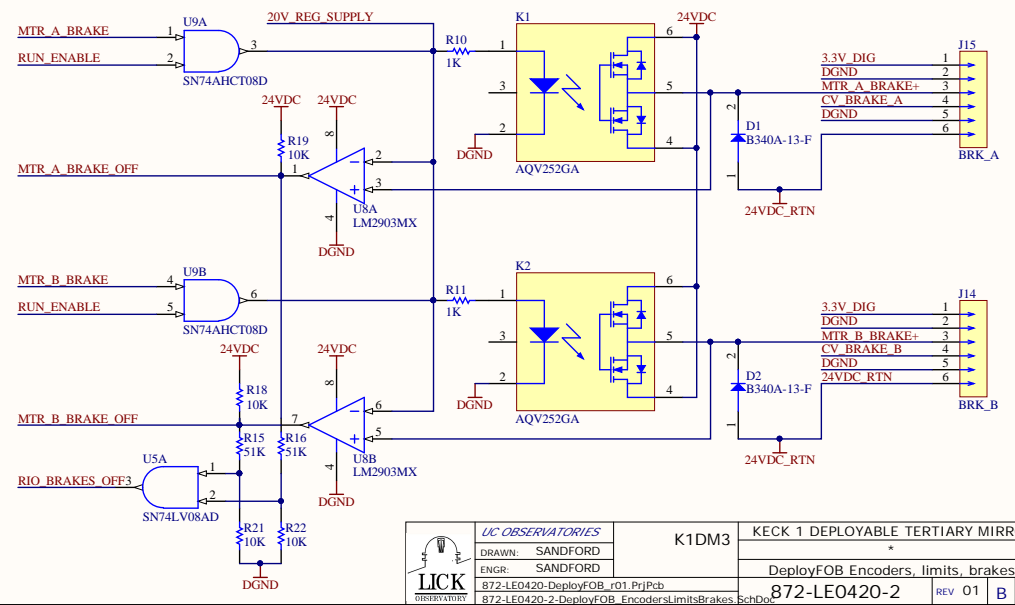 20V_REG_SUPPLY
K1
24VDC
U9A
MTR_A_BRAKE 1
3
RUN_ENABLE 2
SN74AHCT08D
R10
1K
1
3
2
DGND
6
5
4
AQV252GA
J15
3.3V_DIG 1
DGND 2
MTR_A_BRAKE+ 3
CV_BRAKE_A 4
DGND 5
6
BRK_A
2
D1
B340A-13-F
1
24VDC_RTN
24VDC 24VDC
R19
10K
8
MTR_A_BRAKE_OFF
1
2
3
4
U8A
LM2903MX
DGND
U9B
MTR_B_BRAKE 4
6
RUN_ENABLE 5
SN74AHCT08D
R11
1K
K2
1
3
2
DGND
6
5
4
AQV252GA
J14
3.3V_DIG 1
DGND 2
MTR_B_BRAKE+ 3
CV_BRAKE_B 4
DGND 5
24VDC_RTN 6
BRK_B
2
D2
B340A-13-F
1
24VDC_RTN
24VDC 24VDC
R18
10K
8
MTR_B_BRAKE_OFF
7
6
5
4
U8B
LM2903MX
DGND
R15
51K
R16
51K
U5A
RIO_BRAKES_OFF 3
1
2
SN74LV08AD
R21
10K
R22
10K
DGND
LICK
OBSERVATORY
UC OBSERVATORIES
DRAWN: SANDFORD
ENGR: SANDFORD
872-LE0420-DeployFOB_r01.PrjPcb
872-LE0420-2-DeployFOB_EncodersLimitsBrakes.SchDoc
K1DM3
KECK 1 DEPLOYABLE TERTIARY MIRR
*
DeployFOB Encoders, limits, brakes
872-LE0420-2
REV 01
B